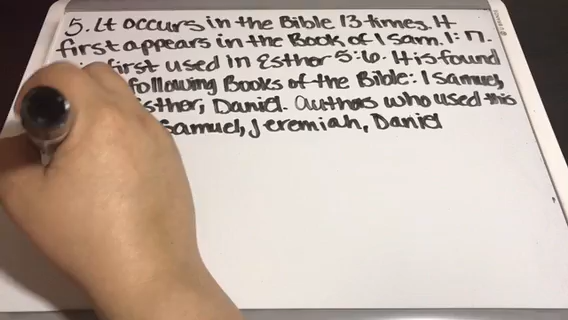 5. It occurs in the Bible 13 times. It
first appears in the Book of 1 Sam. 1:17.
first used in Esther 5:6. It is found
following Books of the Bible: 1 Samuel,
Esther, Daniel. Authors who used this
Samuel, Jeremiah, Daniel